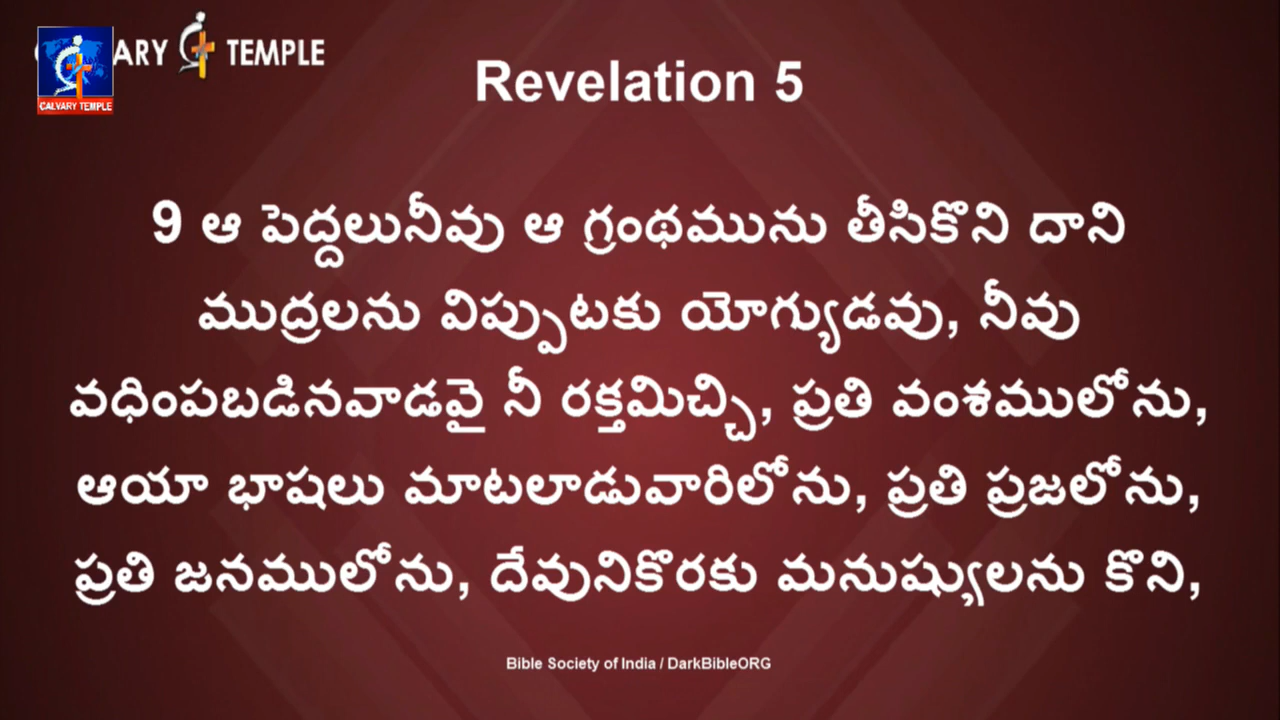 ARY TEMPLE
CALVARY TEMPLE
Revelation 5
9 ఆ పెద్దలునీవు ఆ గ్రంథమును తీసికొని దాని
ముద్రలను విప్పుటకు యోగ్యుడవు, నీవు
వధింపబడినవాడవై నీ రక్తమిచ్చి, ప్రతి వంశములోను,
ఆయా భాషలు మాటలాడువారిలోను, ప్రతి ప్రజలోను,
ప్రతి జనములోను, దేవునికొరకు మనుష్యులను కొని,
Bible Society of India / DarkBibleORG